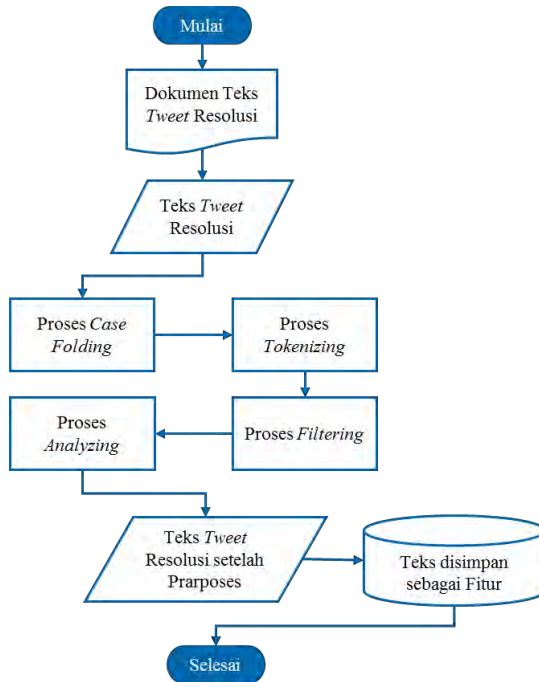 Mulai
Dokumen Teks
Tweet Resolusi
Teks Tweet
Resolusi
Proses Case
Folding
Proses
Tokenizing
Proses Filtering
Proses
Analyzing
Teks Tweet
Resolusi setelah
Prarposes
Teks disimpan
sebagai Fitur
Selesai